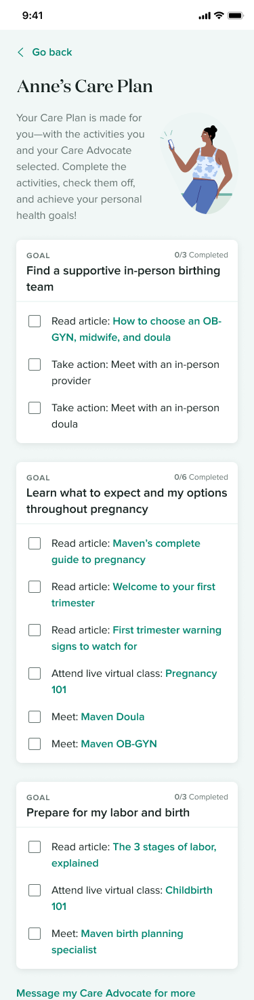 9:41
Go back
Anne's Care Plan
Your Care Plan is made for
you—with the activities you
and your Care Advocate
selected. Complete the
activities, check them off,
and achieve your personal
health goals!
GOAL 0/3 Completed
Find a supportive in-person birthing
team
Read article: How to choose an OB-
GYN, midwife, and doula
Take action: Meet with an in-person
provider
Take action: Meet with an in-person
doula
GOAL 0/6 Completed
Learn what to expect and my options
throughout pregnancy
Read article: Maven’s complete
guide to pregnancy
Read article: Welcome to your first
trimester
Read article: First trimester warning
signs to watch for
Attend live virtual class: Pregnancy
101
Meet: Maven Doula
Meet: Maven OB-GYN
GOAL 0/3 Completed
Prepare for my labor and birth
Read article: The 3 stages of labor,
explained
Attend live virtual class: Childbirth
101
Meet: Maven birth planning
specialist
Message my Care Advocate for more